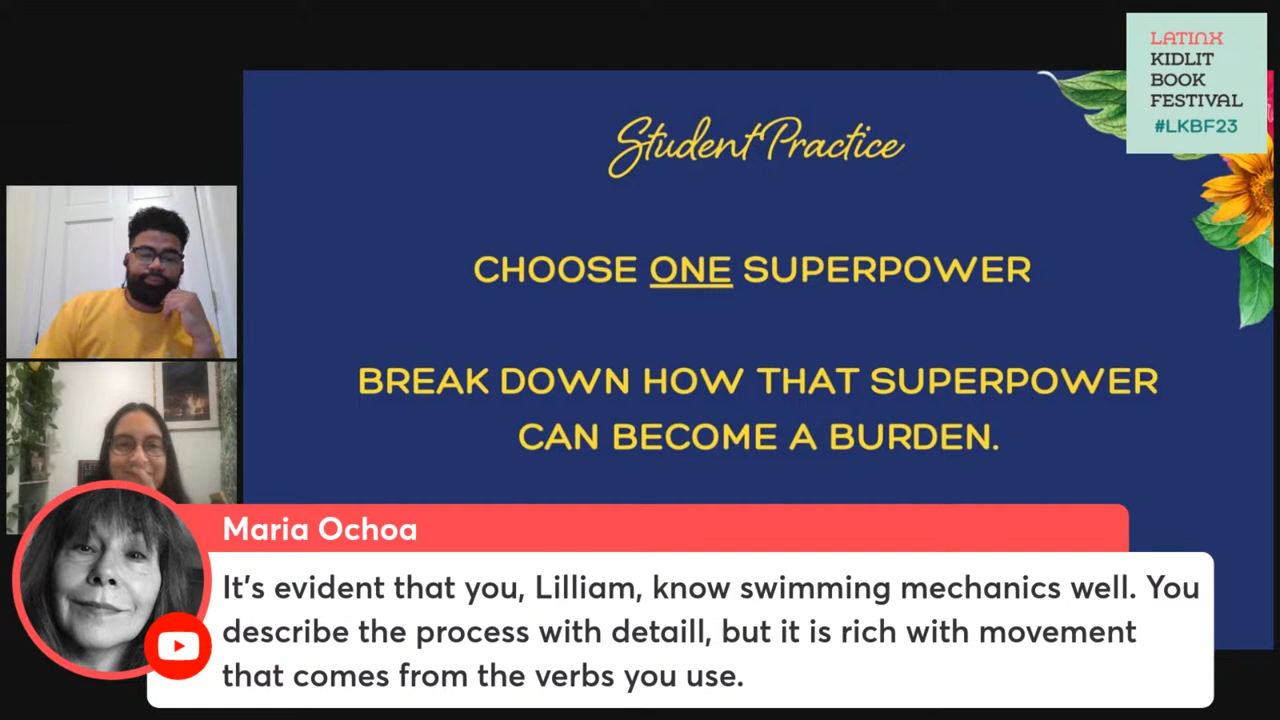 LATINX
KIDLIT
BOOK
FESTIVAL
#LKBF23
Student Practice
CHOOSE ONE SUPERPOWER
BREAK DOWN HOW THAT SUPERPOWER
CAN BECOME A BURDEN.
Maria Ochoa
It's evident that you, Lilliam, know swimming mechanics well. You
describe the process with detaill, but it is rich with movement
that comes from the verbs you use.